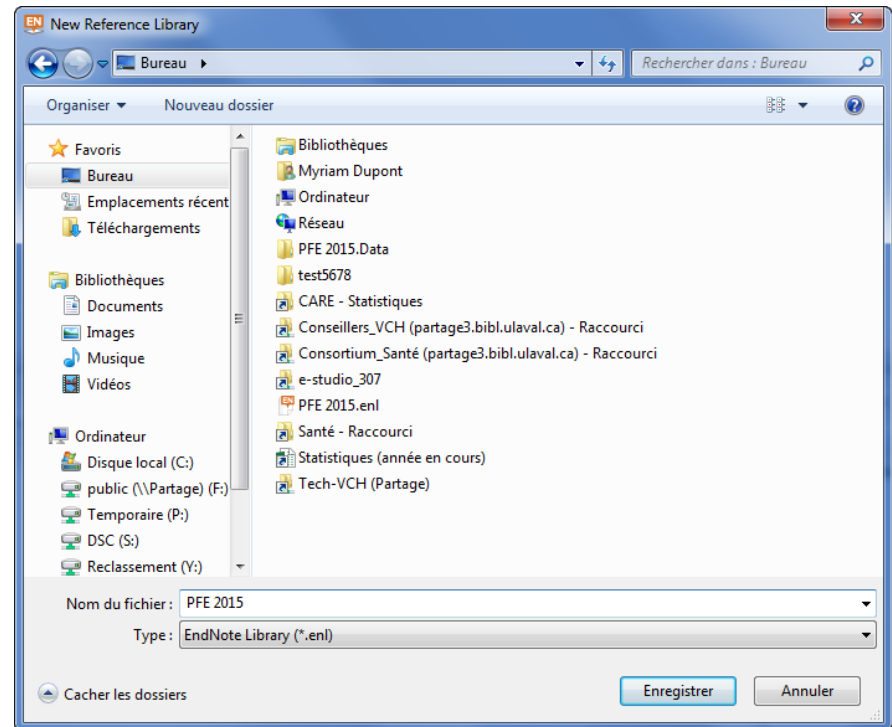 EN New Reference Library
Bureau
Rechercher dans : Bureau
Organiser
Nouveau dossier
Favoris
Bureau
Emplacements récent
Téléchargements
Bibliothèques
Documents
Images
Musique
Vidéos
Ordinateur
Disque local (C:)
public (\\Partage) (F:)
Temporaire (P:)
DSC (S:)
Reclassement (Y:)
Bibliothèques
Myriam Dupont
Ordinateur
Réseau
PFE 2015.Data
test5678
CARE - Statistiques
Conseillers_VCH (partage3.bibl.ulaval.ca) - Raccourci
Consortium_Santé (partage3.bibl.ulaval.ca) - Raccourci
e-studio_307
PFE 2015.enl
Santé - Raccourci
Statistiques (année en cours)
Tech-VCH (Partage)
Nom du fichier : PFE 2015
Type : EndNote Library (*.enl)
Cacher les dossiers
Enregistrer
Annuler